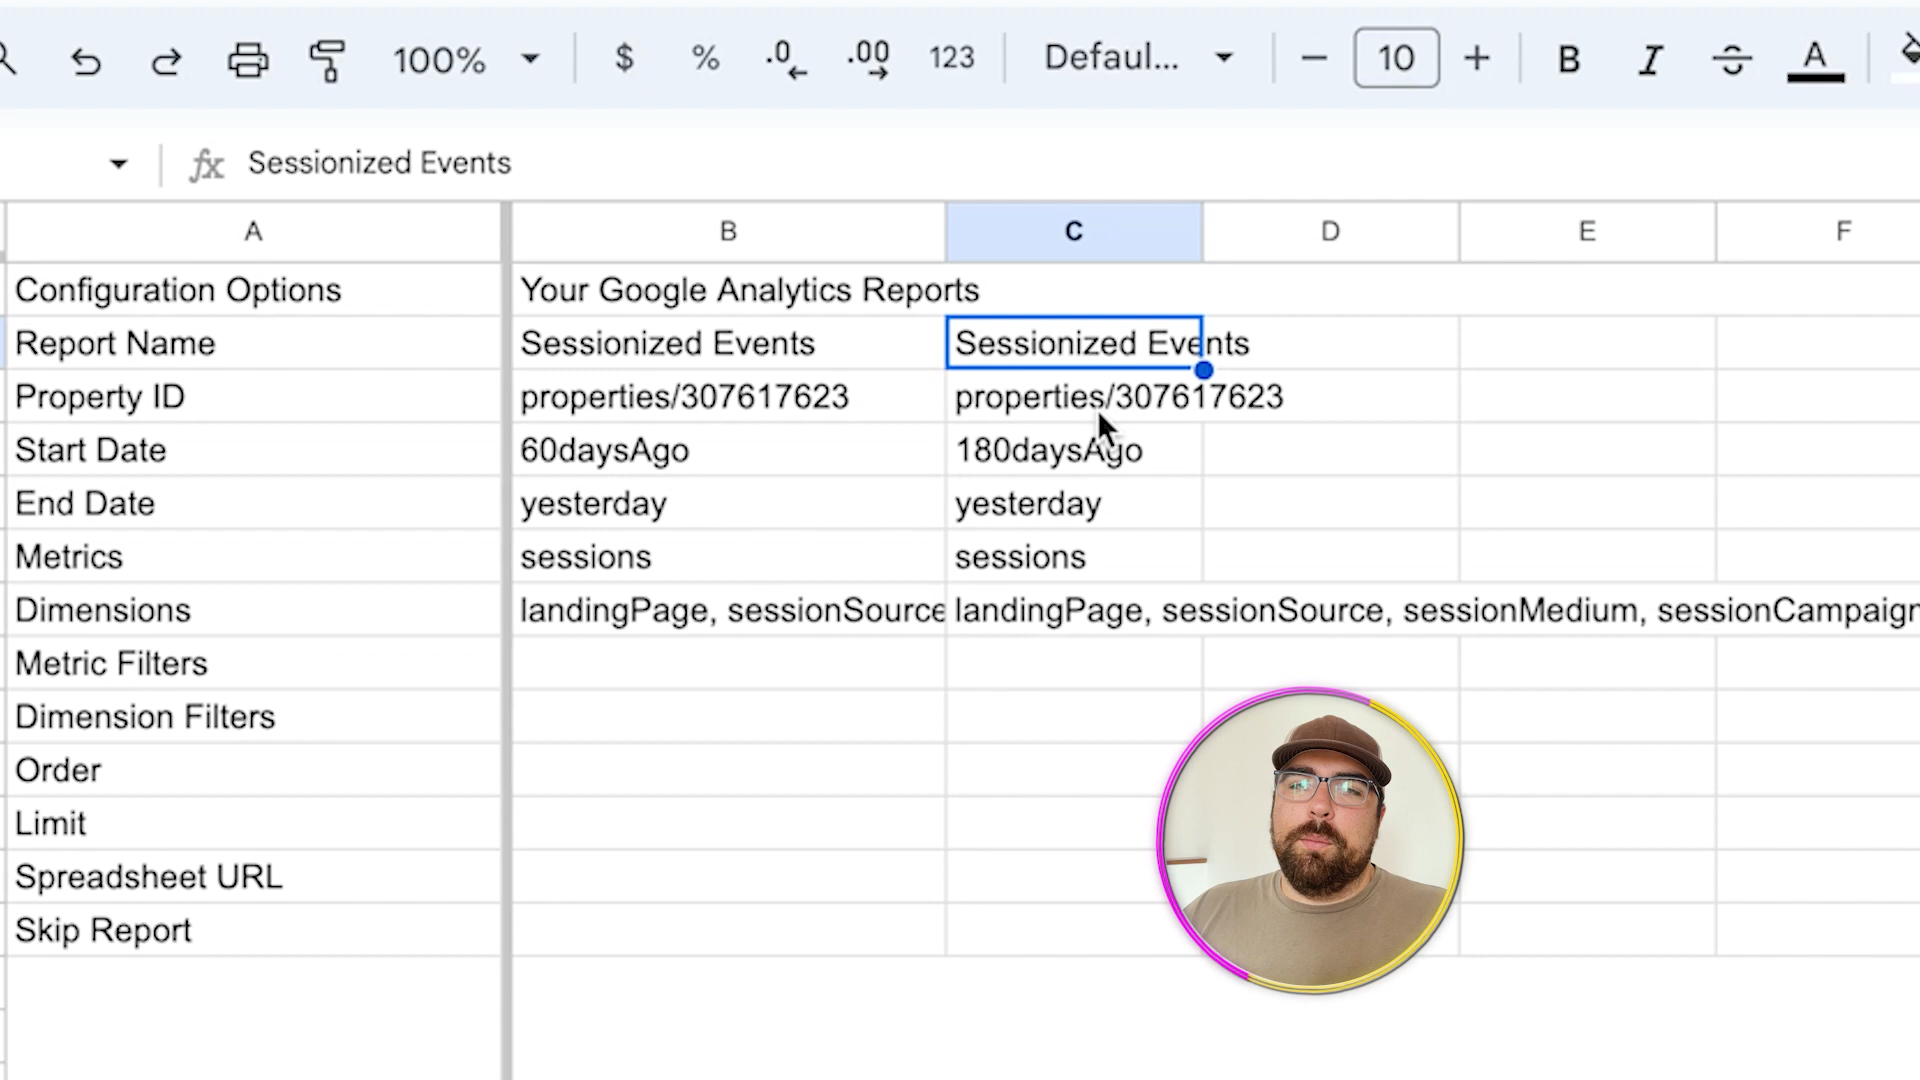 100% $ % .0 .00 123 Defaul... 10 B I A
fx Sessionized Events
A B C D E F
Configuration Options Your Google Analytics Reports
Report Name Sessionized Events Sessionized Events
Property ID properties/307617623 properties/307617623
Start Date 60daysAgo 180daysAgo
End Date yesterday yesterday
Metrics sessions sessions
Dimensions landingPage, sessionSource landingPage, sessionSource, sessionMedium, sessionCampaign
Metric Filters
Dimension Filters
Order
Limit
Spreadsheet URL
Skip Report